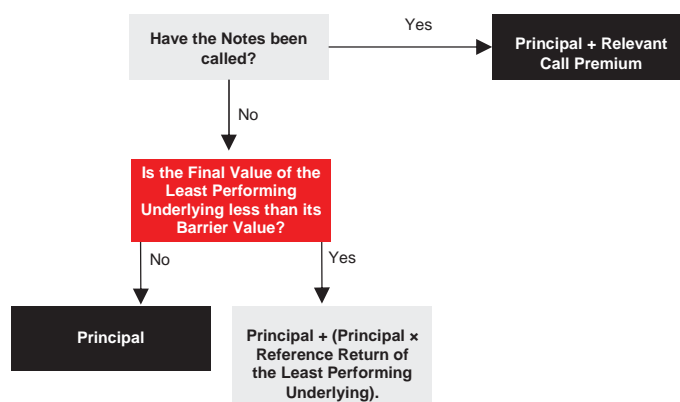 Have the Notes been
called?
Yes
Principal + Relevant
Call Premium
No
Is the Final Value of the
Least Performing
Underlying less than its
Barrier Value?
No
Yes
Principal
Principal + (Principal ×
Reference Return of
the Least Performing
Underlying).